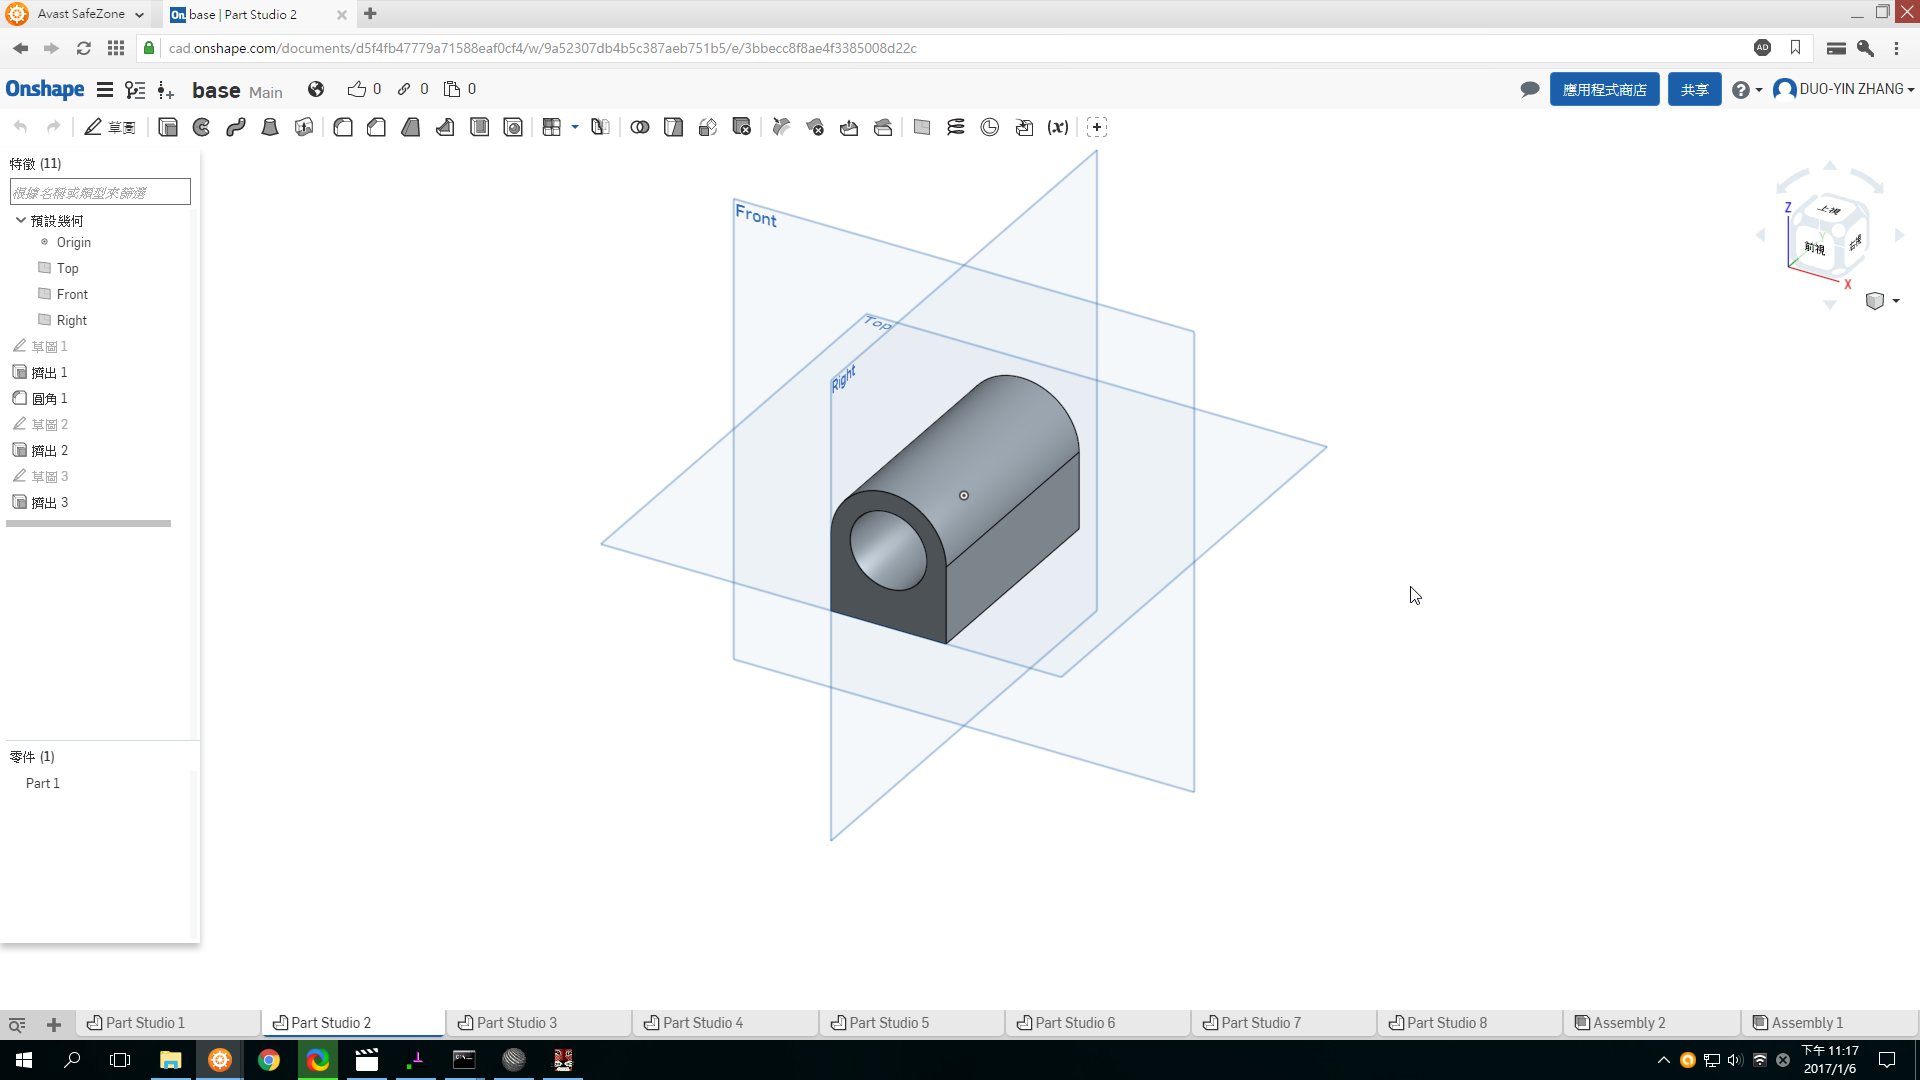 Avast SafeZone
On. base | Part Studio 2
cad.onshape.com/documents/d5f4fb47779a71588eaf0cf4/w/9a52307db4b5c387aeb751b5/e/3bbecc8f8ae4f3385008d22c
AD
Onshape
base Main
0
0
0
應用程式商店
共享
DUO-YIN ZHANG
草圖
(x)
特徵 (11)
根據名稱或類型來篩選
預設幾何
Origin
Top
Front
Right
草圖 1
擠出 1
圓角 1
草圖 2
擠出 2
草圖 3
擠出 3
零件 (1)
Part 1
Front
Top
Right
Z
上視
Y
前視
右視
X
Part Studio 1
Part Studio 2
Part Studio 3
Part Studio 4
Part Studio 5
Part Studio 6
Part Studio 7
Part Studio 8
Assembly 2
Assembly 1
下午 11:17
2017/1/6